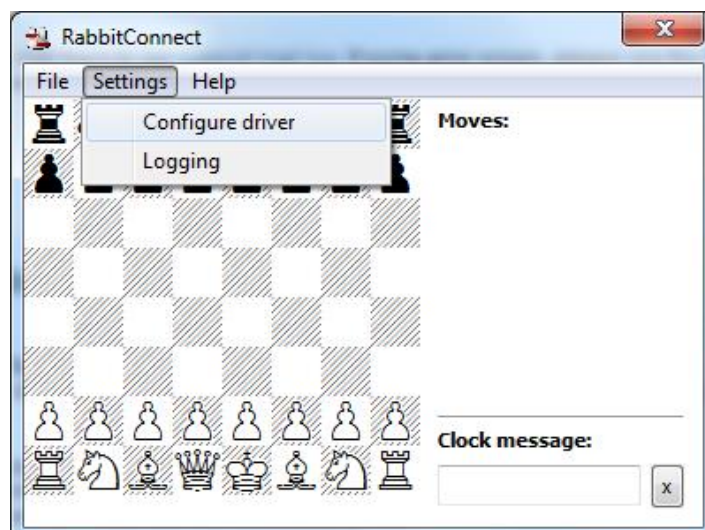 RabbitConnect
File Settings Help
Configure driver
Logging
Moves:
Clock message:
x